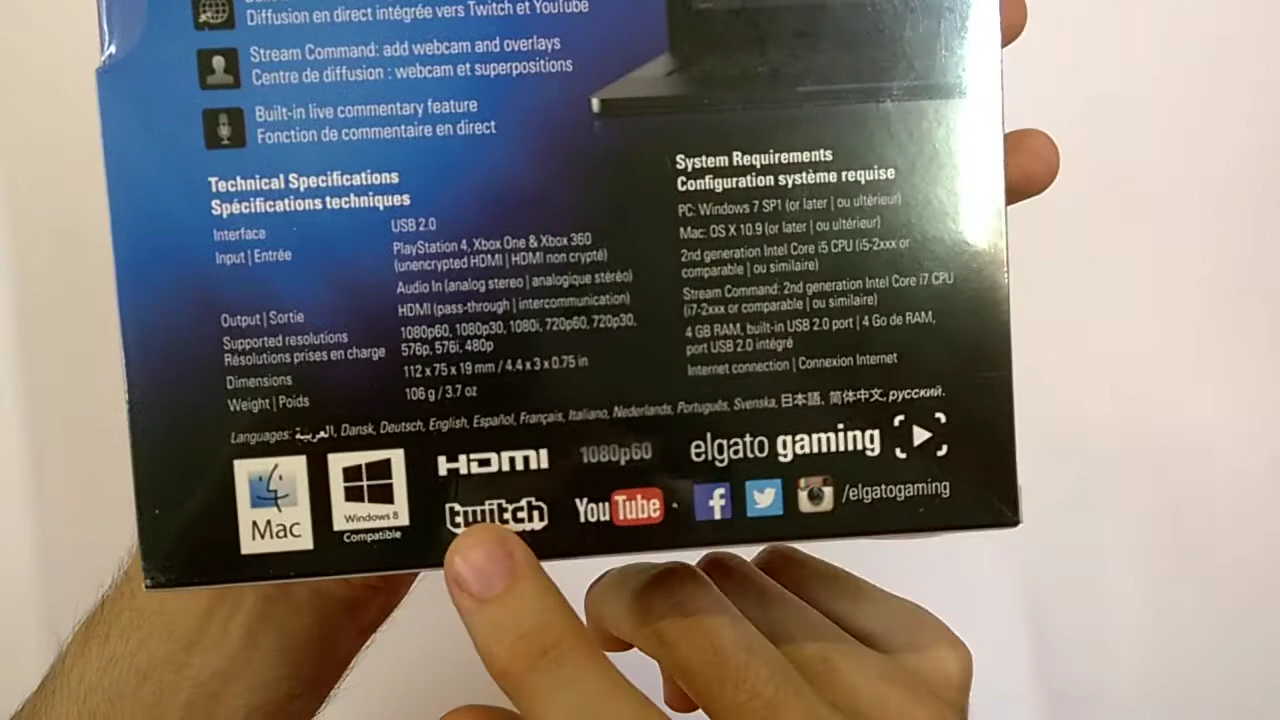 Diffusion en direct intégrée vers Twitch et YouTube
Stream Command: add webcam and overlays
Centre de diffusion : webcam et superpositions
Built-in live commentary feature
Fonction de commentaire en direct
Technical Specifications
Spécifications techniques
Interface USB 2.0
Input | Entrée PlayStation 4, Xbox One & Xbox 360
(unencrypted HDMI | HDMI non crypté)
Audio In (analog stereo | analogique stéréo)
Output | Sortie HDMI (pass-through | intercommunication)
Supported resolutions 1080p60, 1080p30, 1080i, 720p60, 720p30,
Résolutions prises en charge 576p, 576i, 480p
Dimensions 112 x 75 x 19 mm / 4.4 x 3 x 0.75 in
Weight | Poids 106 g / 3.7 oz
System Requirements
Configuration système requise
PC: Windows 7 SP1 (or later | ou ultérieur)
Mac: OS X 10.9 (or later | ou ultérieur)
2nd generation Intel Core i5 CPU (i5-2xxx or
comparable | ou similaire)
Stream Command: 2nd generation Intel Core i7 CPU
(i7-2xxx or comparable | ou similaire)
4 GB RAM, built-in USB 2.0 port | 4 Go de RAM,
port USB 2.0 intégré
Internet connection | Connexion Internet
Languages: العربية, Dansk, Deutsch, English, Español, Français, Italiano, Nederlands, Português, Svenska, 日本語, 简体中文, русский.
Mac
Windows 8
Compatible
HDMI
1080p60
elgato gaming
twitch
YouTube
/elgatogaming